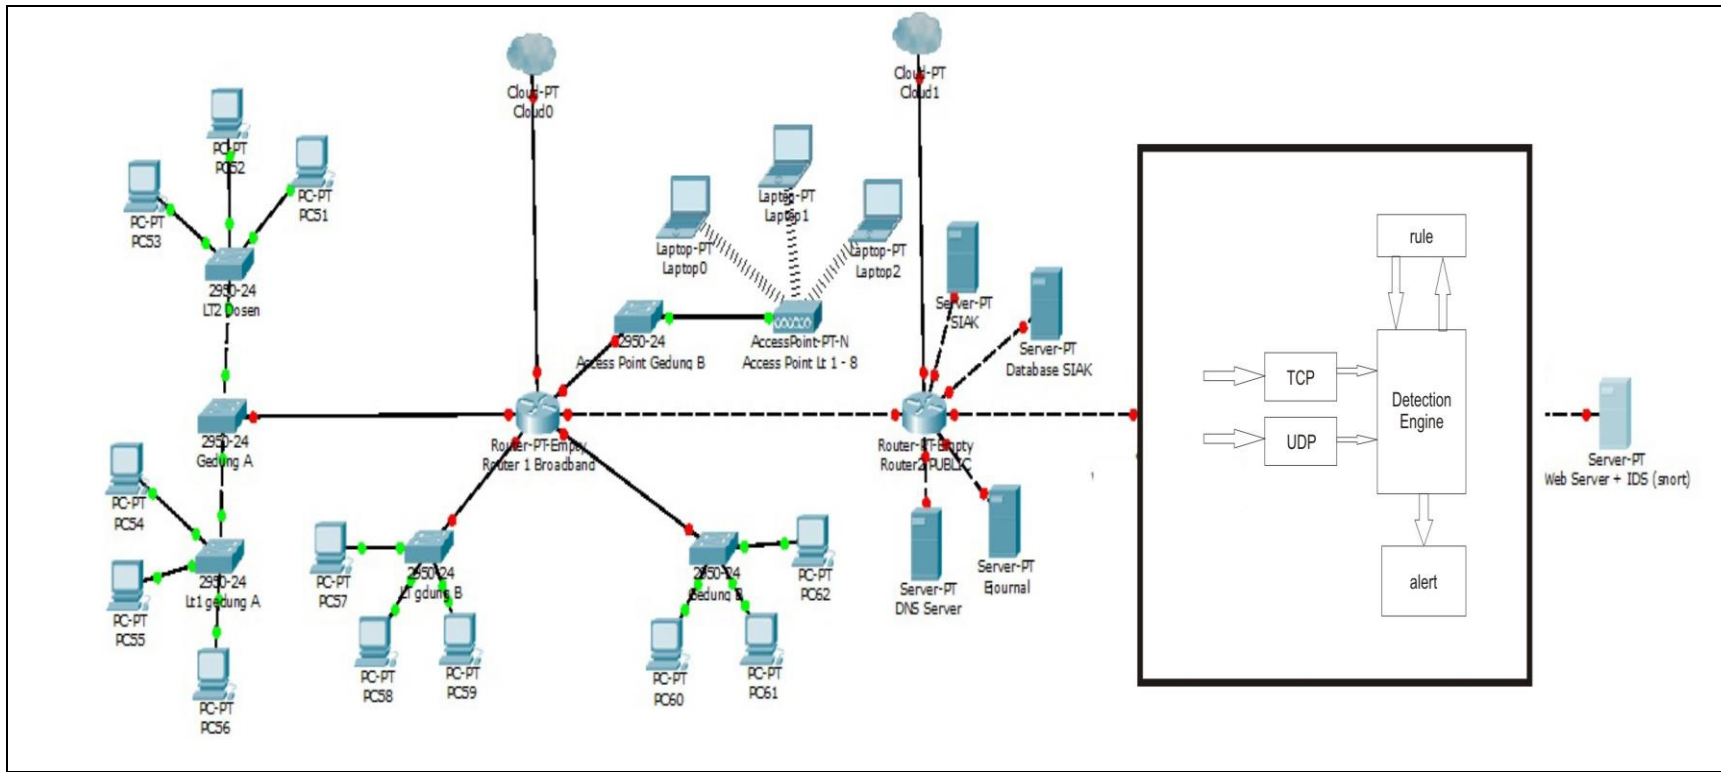 Cloud-PT
Cloud0
Cloud-PT
Cloud1
PC-PT
PC52
PC-PT
PC51
PC-PT
PC53
2950-24
LT2 Dosen
Laptop-PT
Laptop1
Laptop-PT
Laptop0
Laptop-PT
Laptop2
2950-24
Access Point Gedung B
AccessPoint-PT-N
Access Point Lt 1 - 8
Server-PT
SIAK
Server-PT
Database SIAK
2950-24
Gedung A
Router-PT-Empty
Router 1 Broadband
Router-PT-Empty
Router2 PUBLIC
PC-PT
PC54
PC-PT
PC55
2950-24
Lt1 gedung A
PC-PT
PC56
PC-PT
PC57
2950-24
LT gdung B
PC-PT
PC58
PC-PT
PC59
2950-24
Gedung B
PC-PT
PC62
PC-PT
PC60
PC-PT
PC61
Server-PT
DNS Server
Server-PT
Ejournal
rule
TCP
UDP
Detection
Engine
alert
Server-PT
Web Server + IDS (snort)